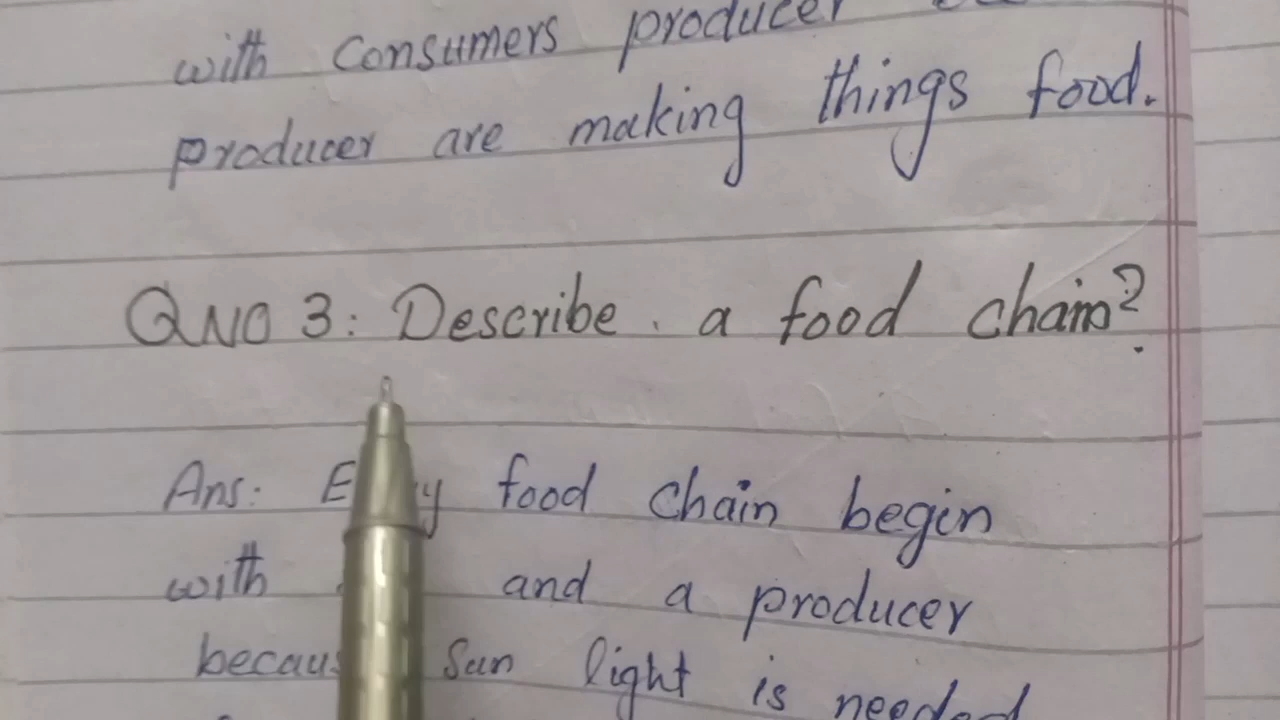 with consumers producer
producer are making things food.
QNO 3: Describe. a food chain?
Ans: food chain begin
with and a producer
Sun light is needed